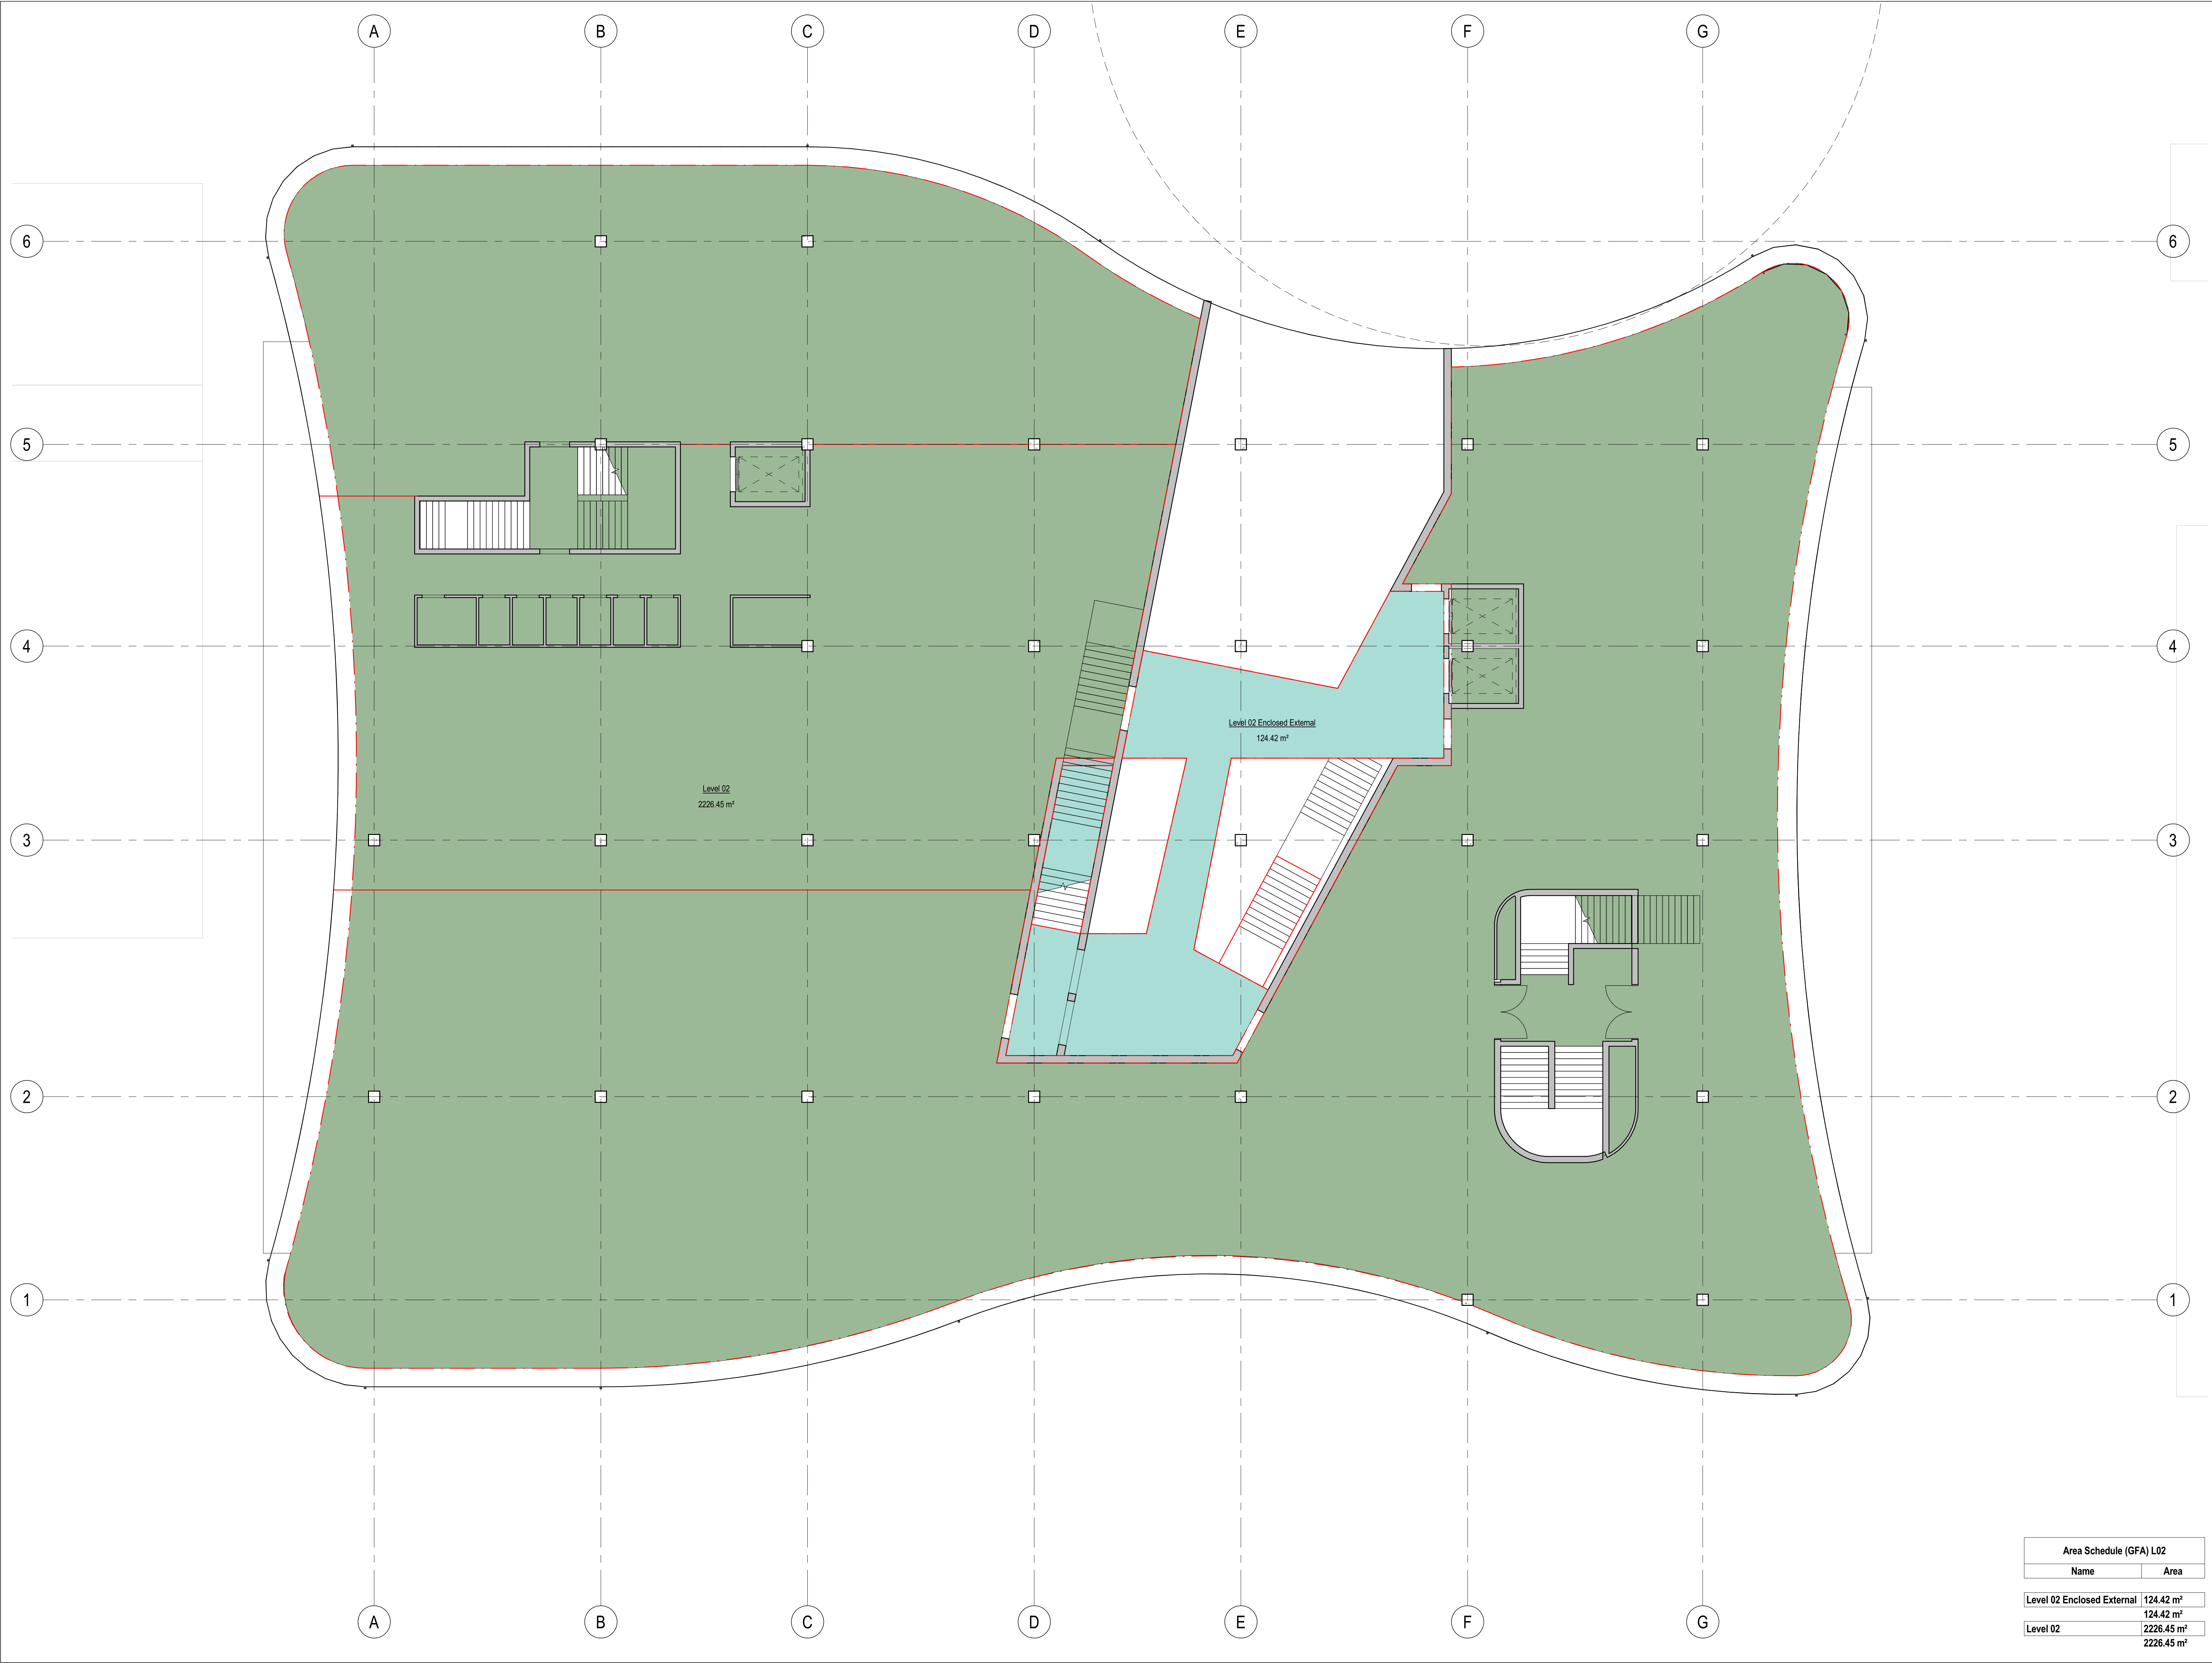 A B C D E F G
6 6
5 5
4 4
Level 02 Enclosed External
124.42 m²
Level 02
2226.45 m²
3 3
2 2
1 1
Area Schedule (GFA) L02
Name Area
Level 02 Enclosed External 124.42 m²
124.42 m²
Level 02 2226.45 m²
2226.45 m²
A B C D E F G